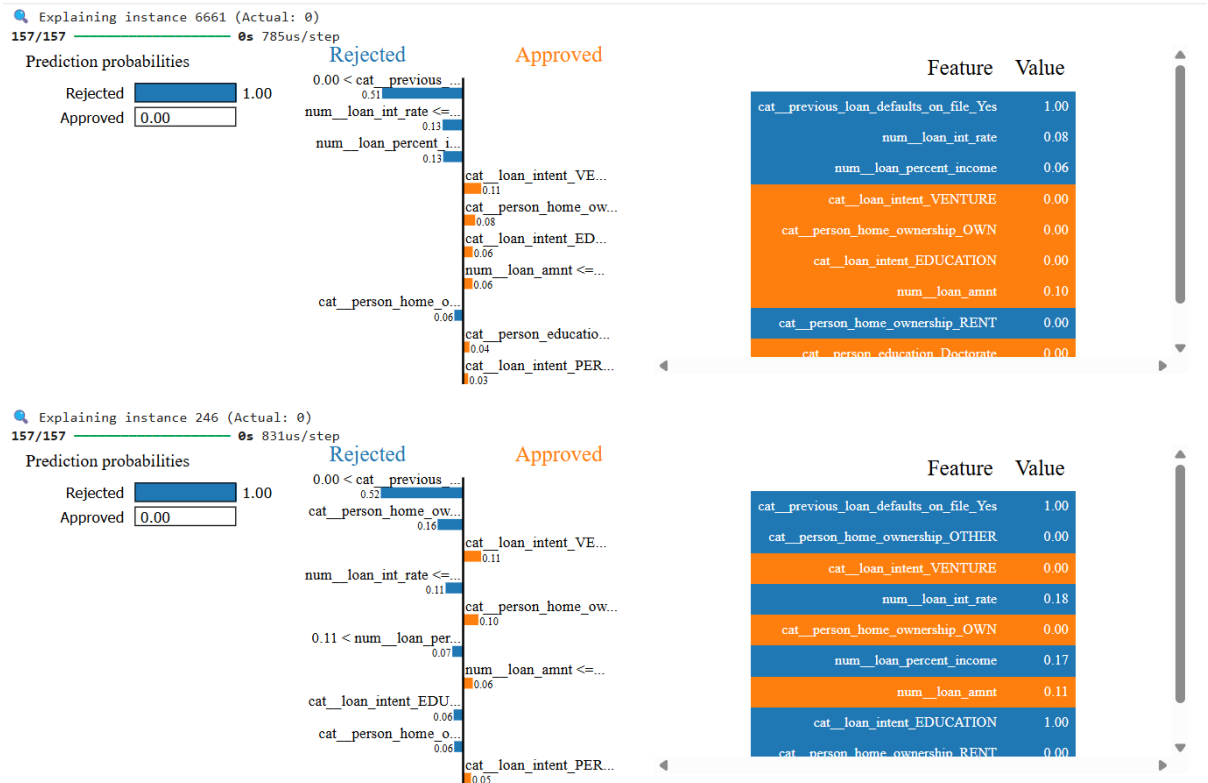 🔍 Explaining instance 6661 (Actual: 0)
157/157 ━━━━━━━━━━━━━━━━━━━━ 0s 785us/step
Prediction probabilities
Rejected 1.00
Approved 0.00
Rejected Approved
0.00 < cat__previous_...
0.51
num__loan_int_rate <=...
0.13
num__loan_percent_i...
0.13
cat__loan_intent_VE...
0.11
cat__person_home_ow...
0.08
cat__loan_intent_ED...
0.06
num__loan_amnt <=...
0.06
cat__person_home_o...
0.06
cat__person_educatio...
0.04
cat__loan_intent_PER...
0.03
Feature Value
cat__previous_loan_defaults_on_file_Yes 1.00
num__loan_int_rate 0.08
num__loan_percent_income 0.06
cat__loan_intent_VENTURE 0.00
cat__person_home_ownership_OWN 0.00
cat__loan_intent_EDUCATION 0.00
num__loan_amnt 0.10
cat__person_home_ownership_RENT 0.00
cat__person_education_Doctorate 0.00
🔍 Explaining instance 246 (Actual: 0)
157/157 ━━━━━━━━━━━━━━━━━━━━ 0s 831us/step
Prediction probabilities
Rejected 1.00
Approved 0.00
Rejected Approved
0.00 < cat__previous_...
0.52
cat__person_home_ow...
0.16
cat__loan_intent_VE...
0.11
num__loan_int_rate <=...
0.11
cat__person_home_ow...
0.10
0.11 < num__loan_per...
0.07
num__loan_amnt <=...
0.06
cat__loan_intent_EDU...
0.06
cat__person_home_o...
0.06
cat__loan_intent_PER...
0.05
Feature Value
cat__previous_loan_defaults_on_file_Yes 1.00
cat__person_home_ownership_OTHER 0.00
cat__loan_intent_VENTURE 0.00
num__loan_int_rate 0.18
cat__person_home_ownership_OWN 0.00
num__loan_percent_income 0.17
num__loan_amnt 0.11
cat__loan_intent_EDUCATION 1.00
cat__person_home_ownership_RENT 0.00